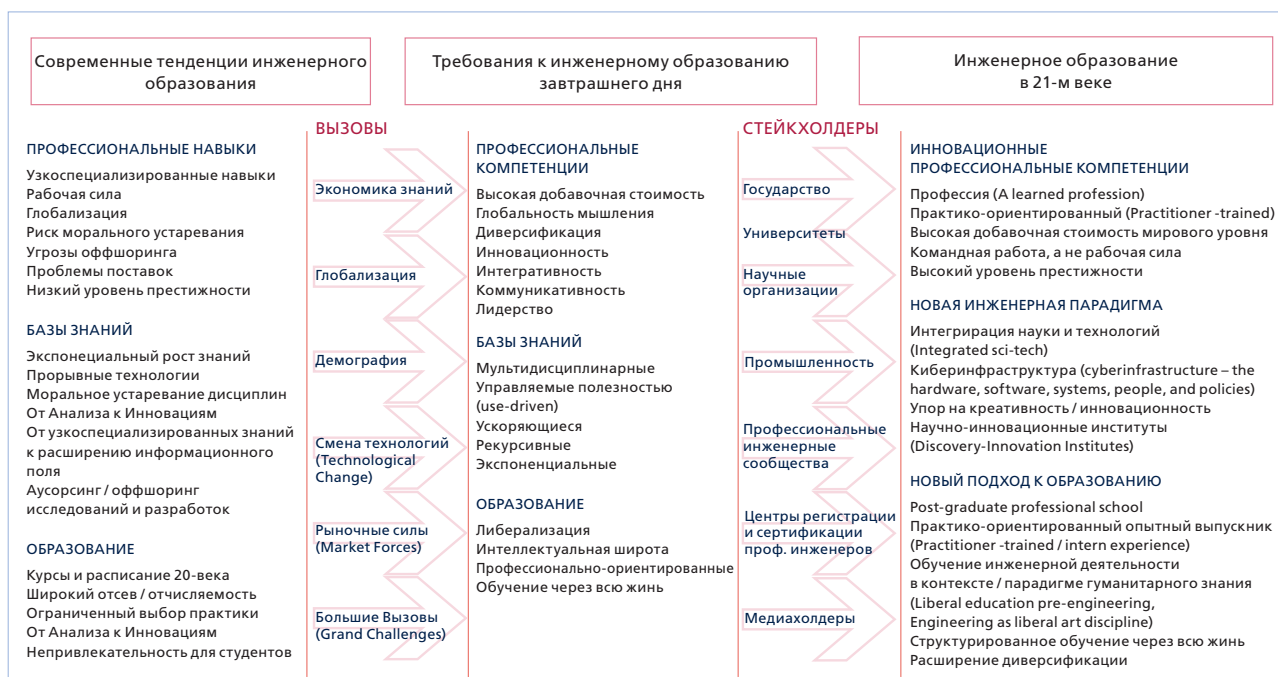 Современные тенденции инженерного
образования
Требования к инженерному образованию
завтрашнего дня
Инженерное образование
в 21-м веке
ПРОФЕССИОНАЛЬНЫЕ НАВЫКИ
Узкоспециализированные навыки
Рабочая сила
Глобализация
Риск морального устаревания
Угрозы оффшоринга
Проблемы поставок
Низкий уровень престижности
БАЗЫ ЗНАНИЙ
Экспонециальный рост знаний
Прорывные технологии
Моральное устаревание дисциплин
От Анализа к Инновациям
От узкоспециализированных знаний
к расширению информационного
поля
Аусорсинг / оффшоринг
исследований и разработок
ОБРАЗОВАНИЕ
Курсы и расписание 20-века
Широкий отсев / отчисляемость
Ограниченный выбор практики
От Анализа к Инновациям
Непривлекательность для студентов
ВЫЗОВЫ
Экономика знаний
Глобализация
Демография
Смена технологий
(Technological
Change)
Рыночные силы
(Market Forces)
Большие Вызовы
(Grand Challenges)
ПРОФЕССИОНАЛЬНЫЕ
КОМПЕТЕНЦИИ
Высокая добавочная стоимость
Глобальность мышления
Диверсификация
Инновационность
Интегративность
Коммуникативность
Лидерство
БАЗЫ ЗНАНИЙ
Мультидисциплинарные
Управляемые полезностью
(use-driven)
Ускоряющиеся
Рекурсивные
Экспоненциальные
ОБРАЗОВАНИЕ
Либерализация
Интеллектуальная широта
Профессионально-ориентированные
Обучение через всю жинь
СТЕЙКХОЛДЕРЫ
Государство
Университеты
Научные
организации
Промышленность
Профессиональные
инженерные
сообщества
Центры регистрации
и сертификации
проф. инженеров
Медиахолдеры
ИННОВАЦИОННЫЕ
ПРОФЕССИОНАЛЬНЫЕ КОМПЕТЕНЦИИ
Профессия (A learned profession)
Практико-ориентированный (Practitioner -trained)
Высокая добавочная стоимость мирового уровня
Командная работа, а не рабочая сила
Высокий уровень престижности
НОВАЯ ИНЖЕНЕРНАЯ ПАРАДИГМА
Интегрирация науки и технологий
(Integrated sci-tech)
Киберинфраструктура (cyberinfrastructure – the
hardware, software, systems, people, and policies)
Упор на креативность / инновационность
Научно-инновационные институты
(Discovery-Innovation Institutes)
НОВЫЙ ПОДХОД К ОБРАЗОВАНИЮ
Post-graduate professional school
Практико-ориентированный опытный выпускник
(Practitioner -trained / intern experience)
Обучение инженерной деятельности
в контексте / парадигме гуманитарного знания
(Liberal education pre-engineering,
Engineering as liberal art discipline)
Структурированное обучение через всю жинь
Расширение диверсификации